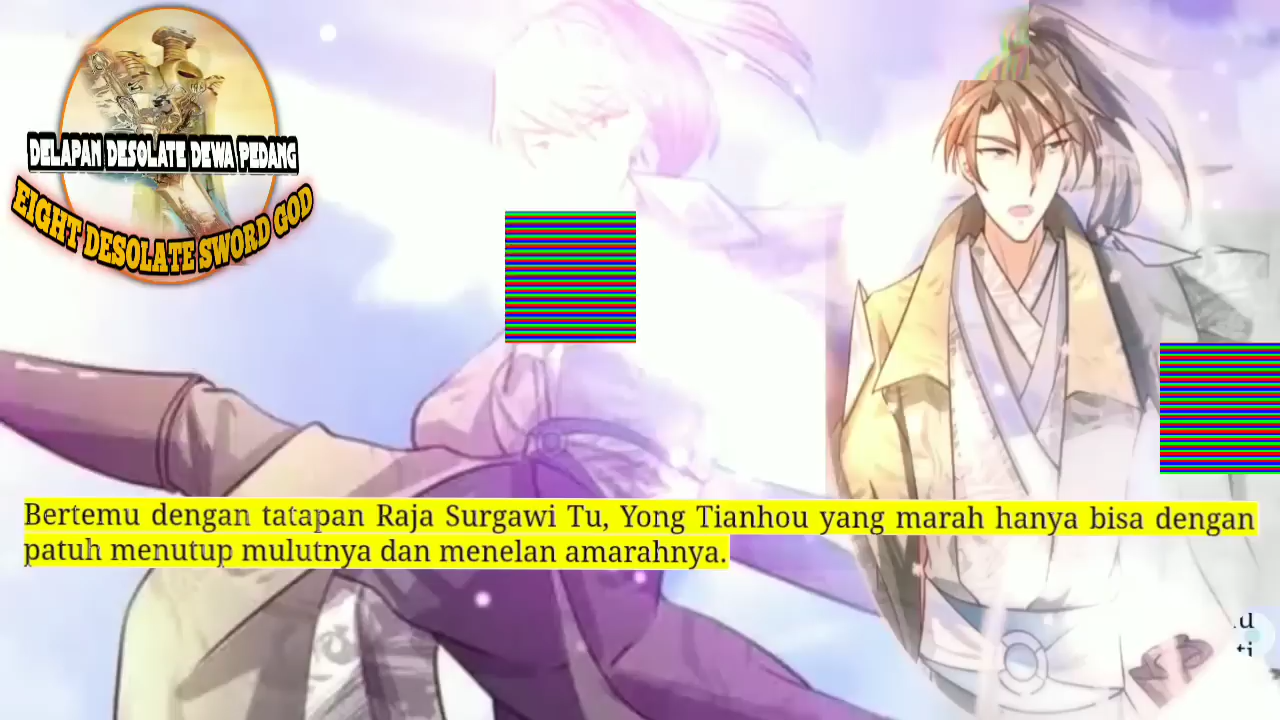 DELAPAN DESOLATE DEWA PEDANG
EIGHT DESOLATE SWORD GOD
Bertemu dengan tatapan Raja Surgawi Tu, Yong Tianhou yang marah hanya bisa dengan
patuh menutup mulutnya dan menelan amarahnya.